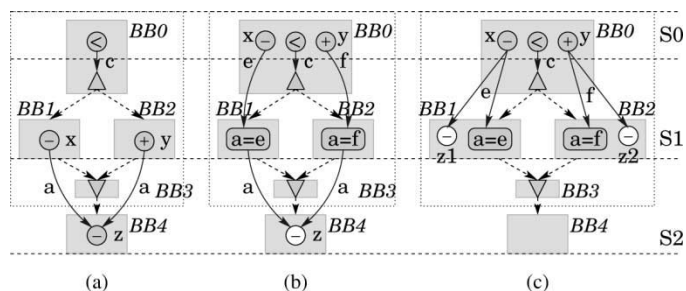 < BB0 x − < + y BB0 x − < + y BB0 S0
c e c f c
e f
BB1 BB2 BB1 BB2 BB1 BB2
− x + y a=e a=f − a=e a=f − S1
z1 z2
a a BB3 a a BB3 BB3
BB4 BB4 BB4
− z − z S2
(a) (b) (c)